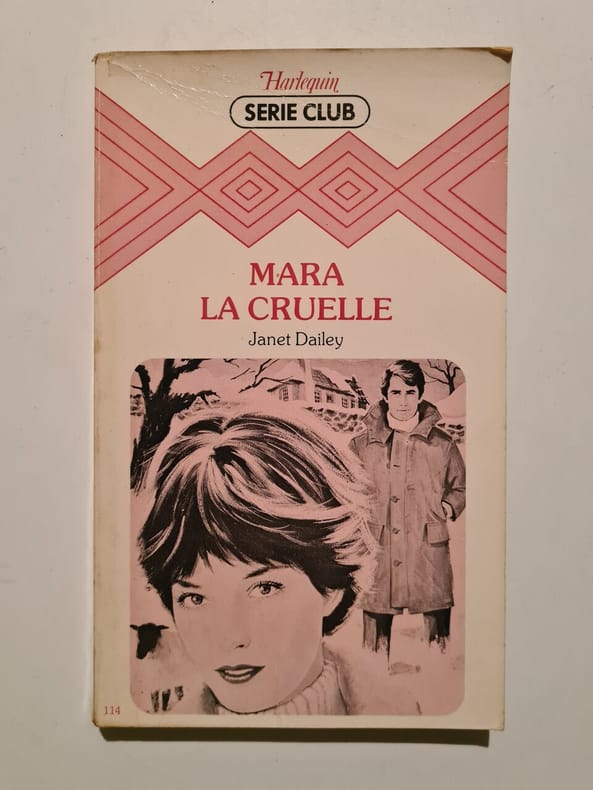 Harlequin
SERIE CLUB
MARA
LA CRUELLE
Janet Dailey
114